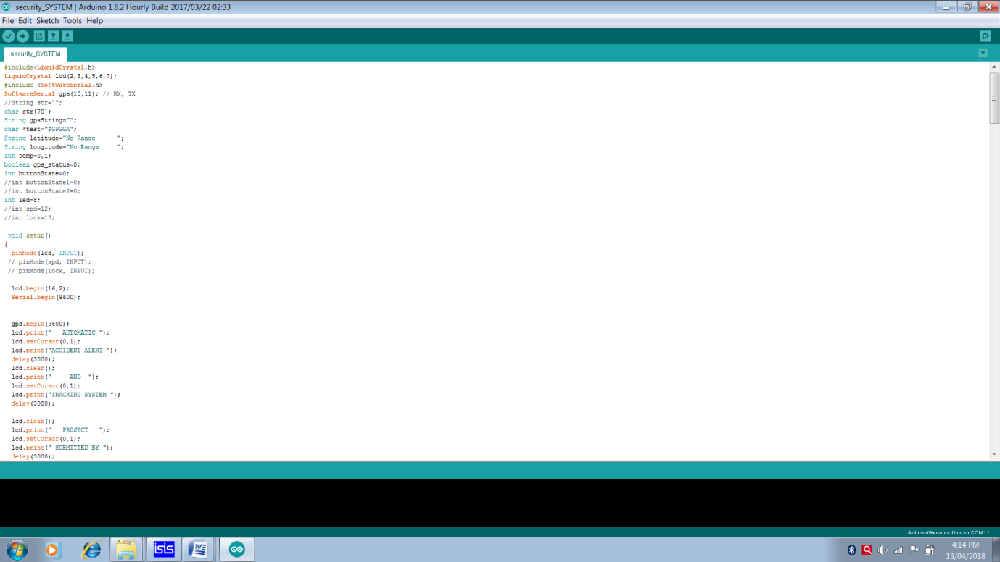 security_SYSTEM | Arduino 1.8.2 Hourly Build 2017/03/22 02:33
File Edit Sketch Tools Help
security_SYSTEM
#include<LiquidCrystal.h>
LiquidCrystal lcd(2,3,4,5,6,7);
#include <SoftwareSerial.h>
SoftwareSerial gps(10,11); // RX, TX
//String str="";
char str[70];
String gpsString="";
char *test="$GPGGA";
String latitude="No Range      ";
String longitude="No Range     ";
int temp=0,1;
boolean gps_status=0;
int buttonState=0;
//int buttonState1=0;
//int buttonState2=0;
int led=8;
//int spd=12;
//int lock=13;
void setup()
{
pinMode(led, INPUT);
// pinMode(spd, INPUT);
// pinMode(lock, INPUT);
lcd.begin(16,2);
Serial.begin(9600);
gps.begin(9600);
lcd.print("   AUTOMATIC ");
lcd.setCursor(0,1);
lcd.print("ACCIDENT ALERT ");
delay(3000);
lcd.clear();
lcd.print("     AND  ");
lcd.setCursor(0,1);
lcd.print("TRACKING SYSTEM ");
delay(3000);
lcd.clear();
lcd.print("   PROJECT   ");
lcd.setCursor(0,1);
lcd.print(" SUBMITTED BY ");
delay(3000);
Arduino/Genuino Uno on COM11
isis
W
4:14 PM
13/04/2018